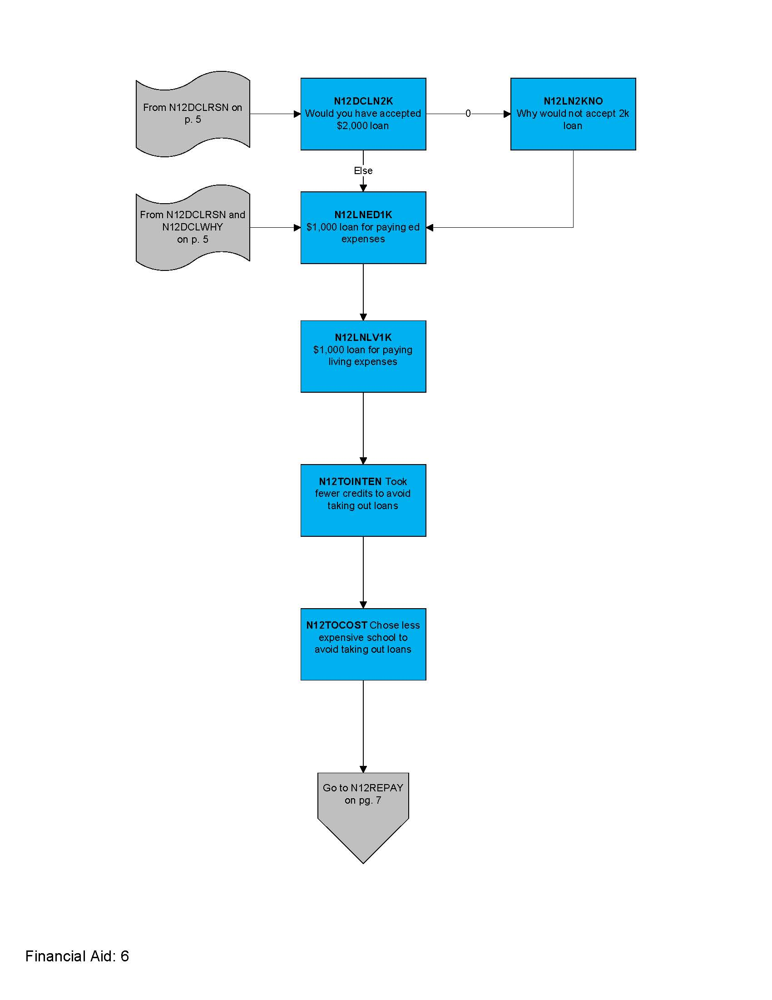 From N12DCLRSN on
p. 5
N12DCLN2K
Would you have accepted
$2,000 loan
0
N12LN2KNO
Why would not accept 2k
loan
Else
From N12DCLRSN and
N12DCLWHY
on p. 5
N12LNED1K
$1,000 loan for paying ed
expenses
N12LNLV1K
$1,000 loan for paying
living expenses
N12TOINTEN Took
fewer credits to avoid
taking out loans
N12TOCOST Chose less
expensive school to
avoid taking out loans
Go to N12REPAY
on pg. 7
Financial Aid: 6